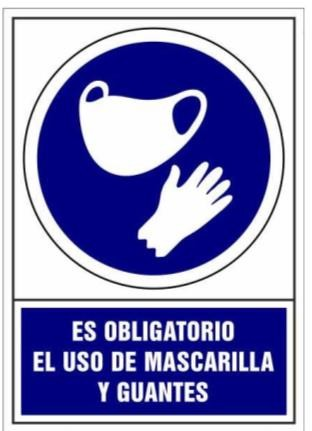 ES OBLIGATORIO
EL USO DE MASCARILLA
Y GUANTES